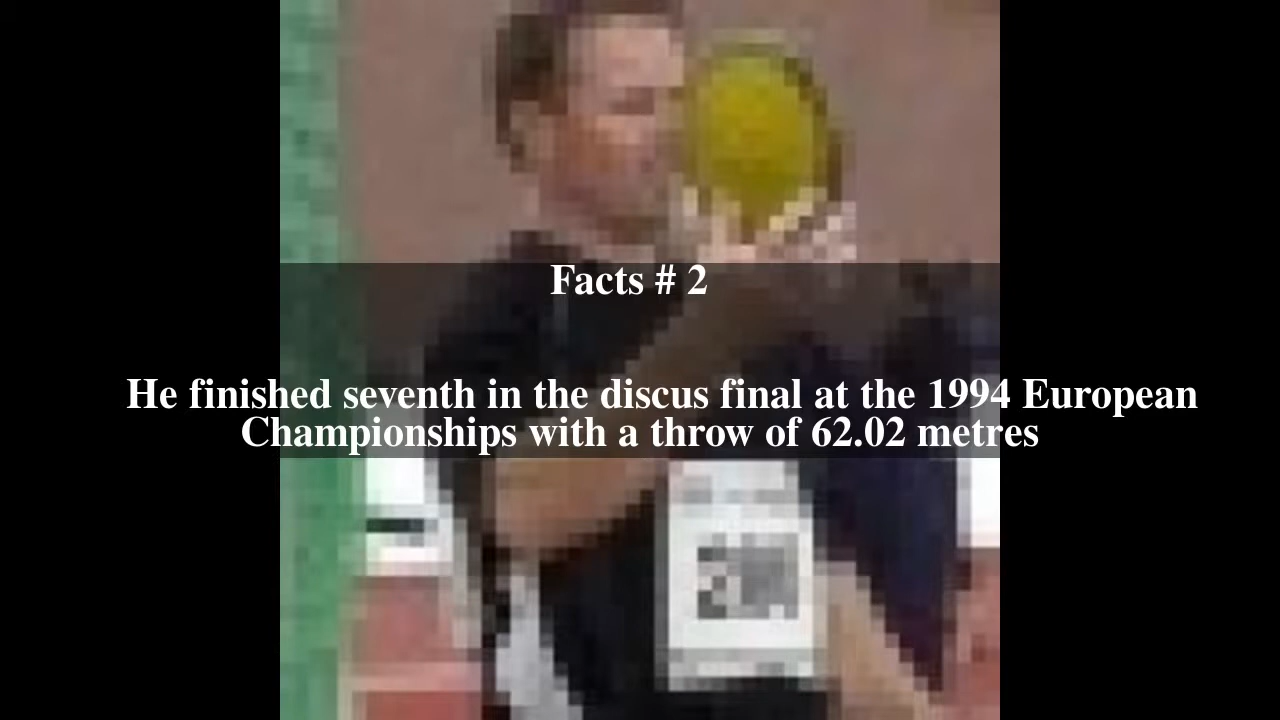 Facts # 2
He finished seventh in the discus final at the 1994 European
Championships with a throw of 62.02 metres